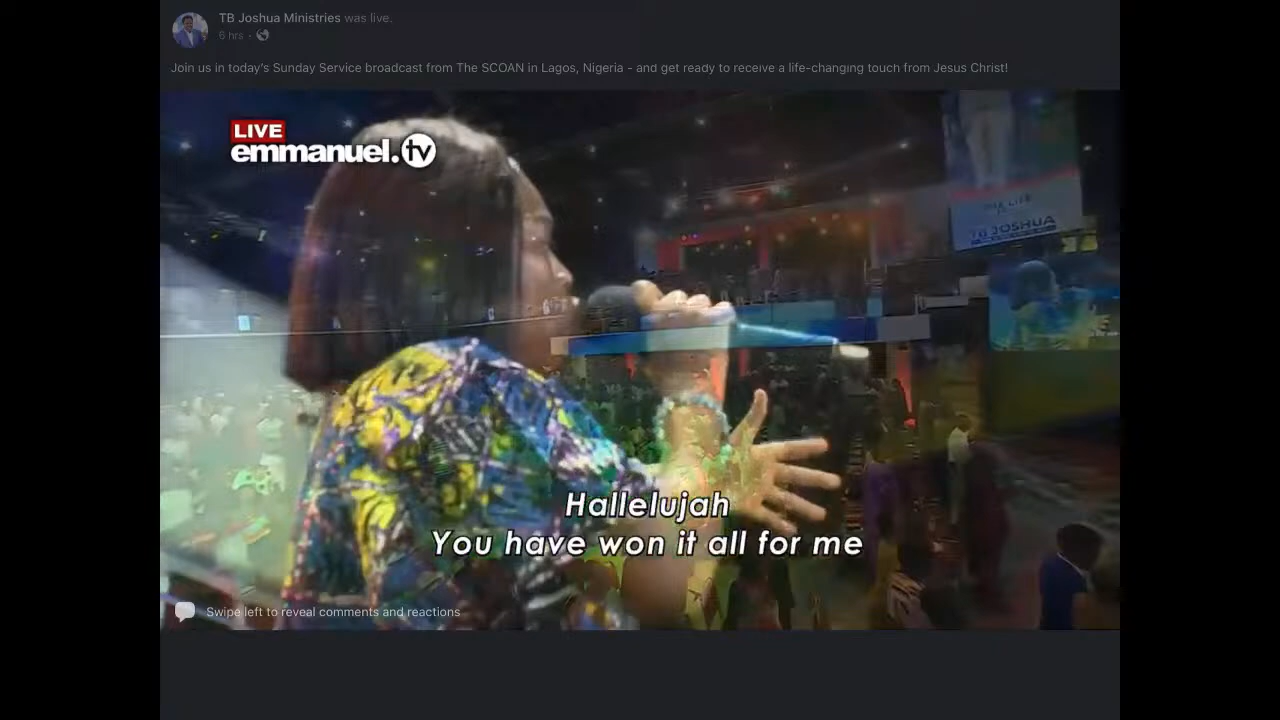 TB Joshua Ministries was live.
6 hrs
Join us in today's Sunday Service broadcast from The SCOAN in Lagos, Nigeria - and get ready to receive a life-changing touch from Jesus Christ!
LIVE
emmanuel.tv
TB JOSHUA
Hallelujah
You have won it all for me
Swipe left to reveal comments and reactions